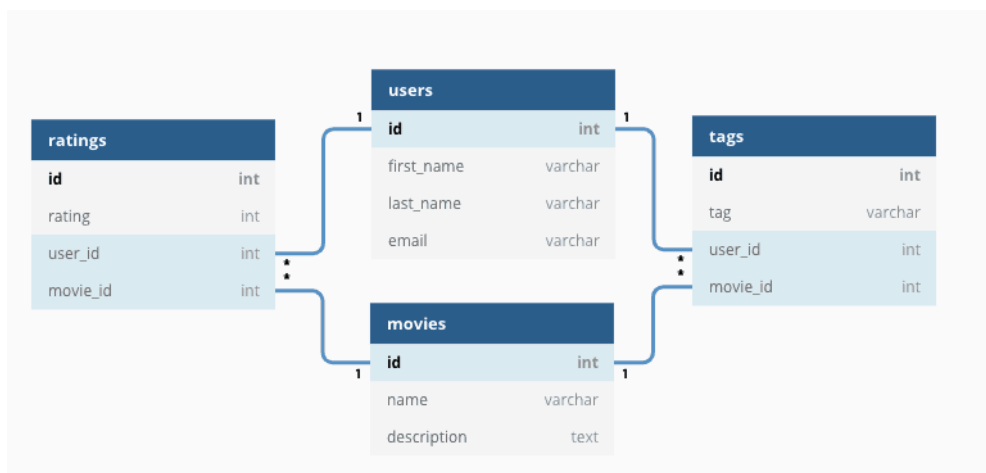 users
1
id int
1
first_name varchar
last_name varchar
email varchar
ratings
id int
rating int
user_id int
*
*
movie_id int
tags
id int
tag varchar
user_id int
*
*
movie_id int
movies
1
id int
1
name varchar
description text